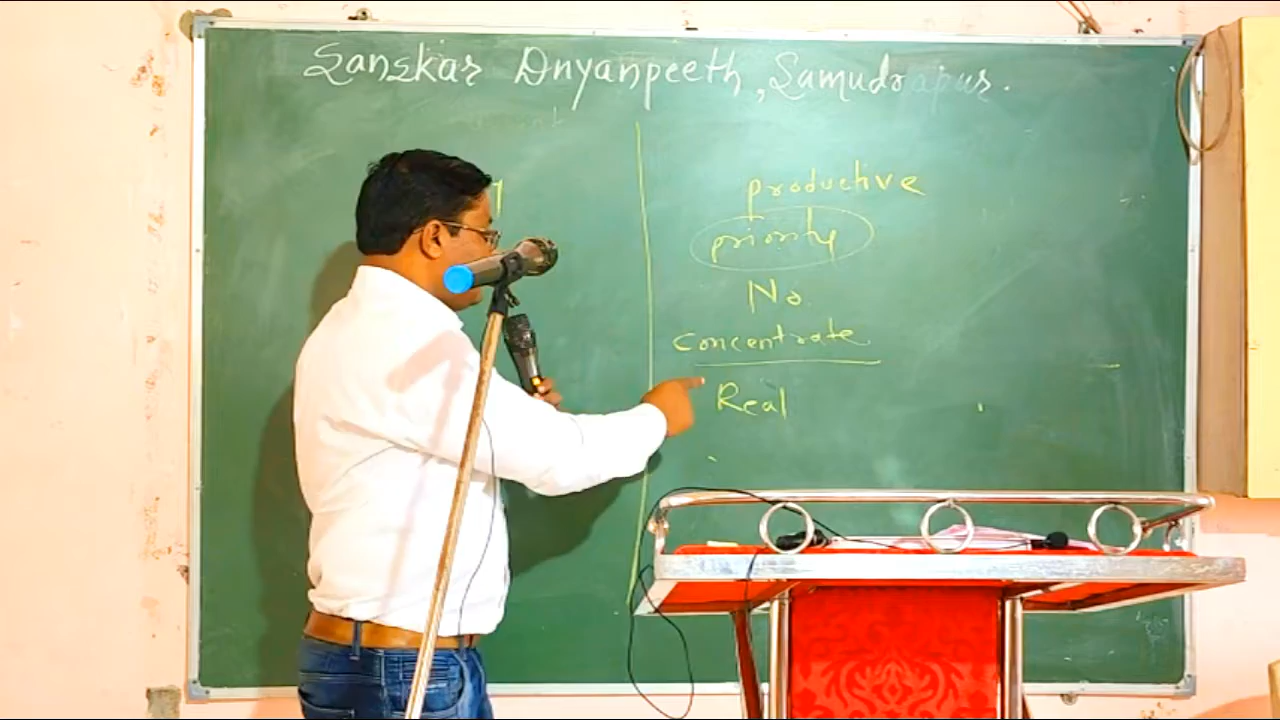 Sanskar Dnyanpeeth, Samudrapur.
productive
priority
No.
Concentrate
Real